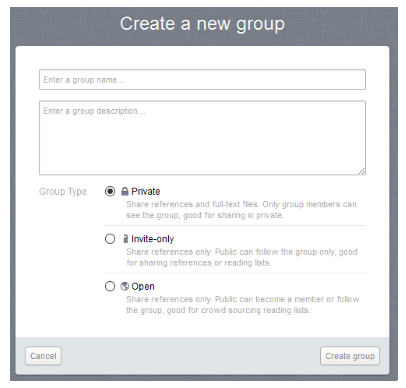 Create a new group
Enter a group name...
Enter a group description...
Group Type
Private
Share references and full-text files. Only group members can
see the group, good for sharing in private.
Invite-only
Share references only. Public can follow the group only, good
for sharing references or reading lists.
Open
Share references only. Public can become a member or follow
the group, good for crowd sourcing reading lists.
Cancel
Create group